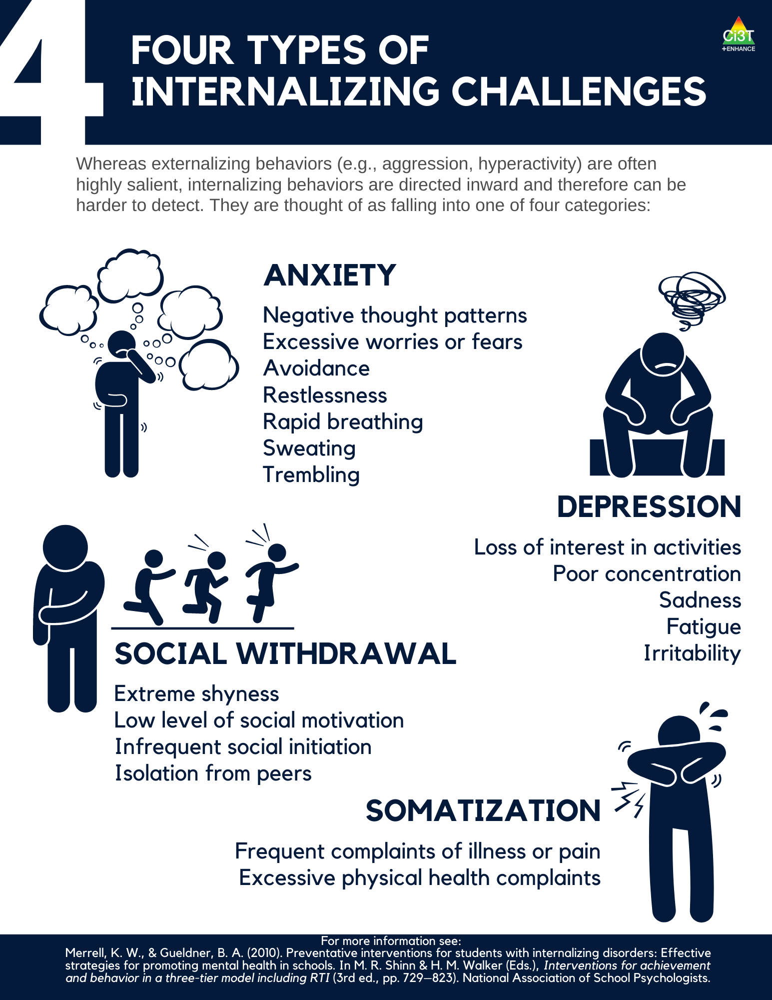 4
FOUR TYPES OF
INTERNALIZING CHALLENGES
Ci3T
+ENHANCE
Whereas externalizing behaviors (e.g., aggression, hyperactivity) are often
highly salient, internalizing behaviors are directed inward and therefore can be
harder to detect. They are thought of as falling into one of four categories:
ANXIETY
Negative thought patterns
Excessive worries or fears
Avoidance
Restlessness
Rapid breathing
Sweating
Trembling
DEPRESSION
Loss of interest in activities
Poor concentration
Sadness
Fatigue
Irritability
SOCIAL WITHDRAWAL
Extreme shyness
Low level of social motivation
Infrequent social initiation
Isolation from peers
SOMATIZATION
Frequent complaints of illness or pain
Excessive physical health complaints
For more information see:
Merrell, K. W., & Gueldner, B. A. (2010). Preventative interventions for students with internalizing disorders: Effective
strategies for promoting mental health in schools. In M. R. Shinn & H. M. Walker (Eds.), Interventions for achievement
and behavior in a three-tier model including RTI (3rd ed., pp. 729–823). National Association of School Psychologists.